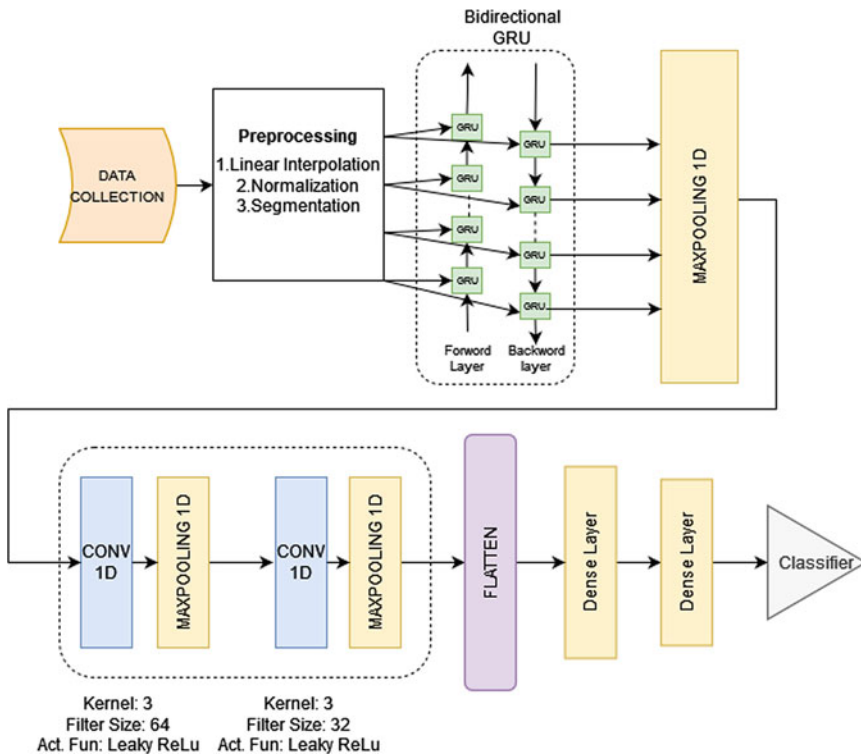 Bidirectional
GRU
DATA
COLLECTION
Preprocessing
1.Linear Interpolation
2.Normalization
3.Segmentation
GRU
GRU
GRU
GRU
GRU
GRU
GRU
GRU
Forword
Layer
Backword
layer
MAXPOOLING 1D
CONV
1D
MAXPOOLING 1D
CONV
1D
MAXPOOLING 1D
FLATTEN
Dense Layer
Dense Layer
Classifier
Kernel: 3
Filter Size: 64
Act. Fun: Leaky ReLu
Kernel: 3
Filter Size: 32
Act. Fun: Leaky ReLu